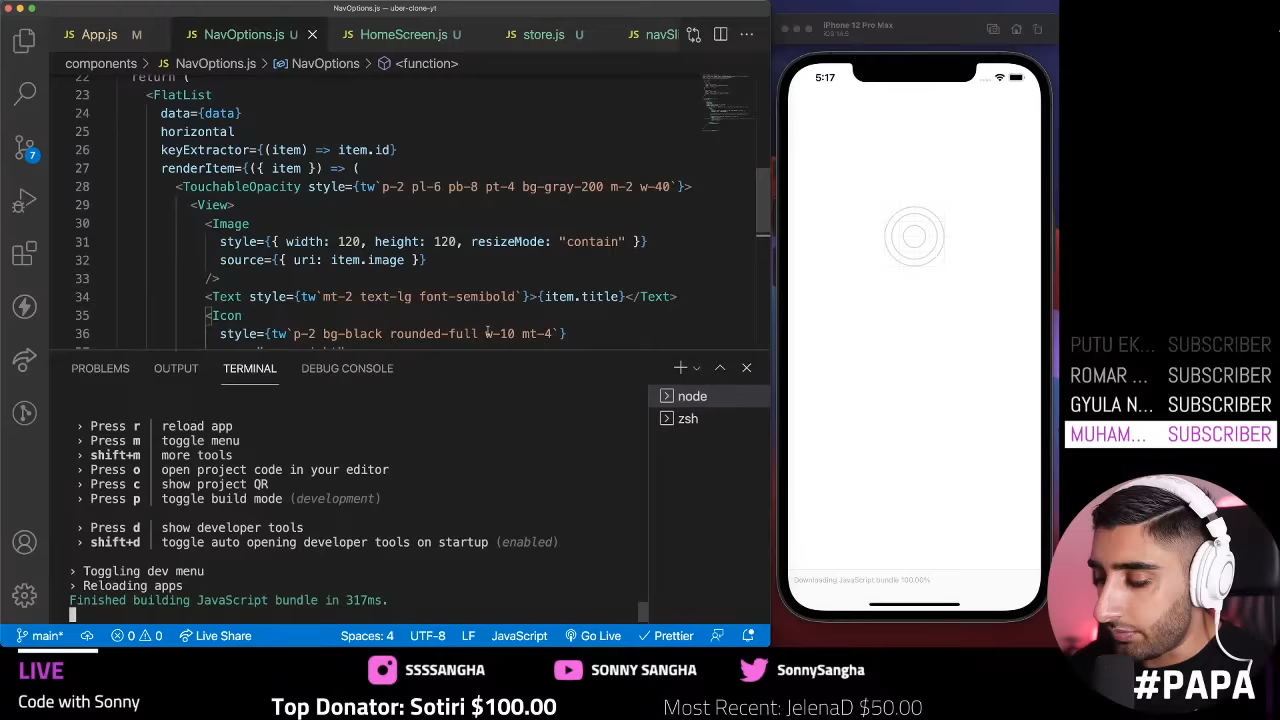 NavOptions.js — uber-clone-yt
App.js M
NavOptions.js U
HomeScreen.js U
store.js U
navSli
components > NavOptions.js > NavOptions > <function>
22 return (
23 <FlatList
24 data={data}
25 horizontal
26 keyExtractor={(item) => item.id}
27 renderItem={({ item }) => (
28 <TouchableOpacity style={tw`p-2 pl-6 pb-8 pt-4 bg-gray-200 m-2 w-40`}>
29 <View>
30 <Image
31 style={{ width: 120, height: 120, resizeMode: "contain" }}
32 source={{ uri: item.image }}
33 />
34 <Text style={tw`mt-2 text-lg font-semibold`}>{item.title}</Text>
35 <Icon
36 style={tw`p-2 bg-black rounded-full w-10 mt-4`}
7
PROBLEMS OUTPUT TERMINAL DEBUG CONSOLE
node
zsh
› Press r │ reload app
› Press m │ toggle menu
› shift+m │ more tools
› Press o │ open project code in your editor
› Press c │ show project QR
› Press p │ toggle build mode (development)
› Press d │ show developer tools
› shift+d │ toggle auto opening developer tools on startup (enabled)
› Toggling dev menu
› Reloading apps
Finished building JavaScript bundle in 317ms.
main* 0 0 Live Share Spaces: 4 UTF-8 LF JavaScript Go Live Prettier
iPhone 12 Pro Max
iOS 14.5
5:17
Downloading JavaScript bundle 100.00%
PUTU EK... SUBSCRIBER
ROMAR ... SUBSCRIBER
GYULA N... SUBSCRIBER
MUHAM... SUBSCRIBER
#PAPA
LIVE
Code with Sonny
SSSSANGHA
SONNY SANGHA
SonnySangha
Top Donator: Sotiri $100.00
Most Recent: JelenaD $50.00